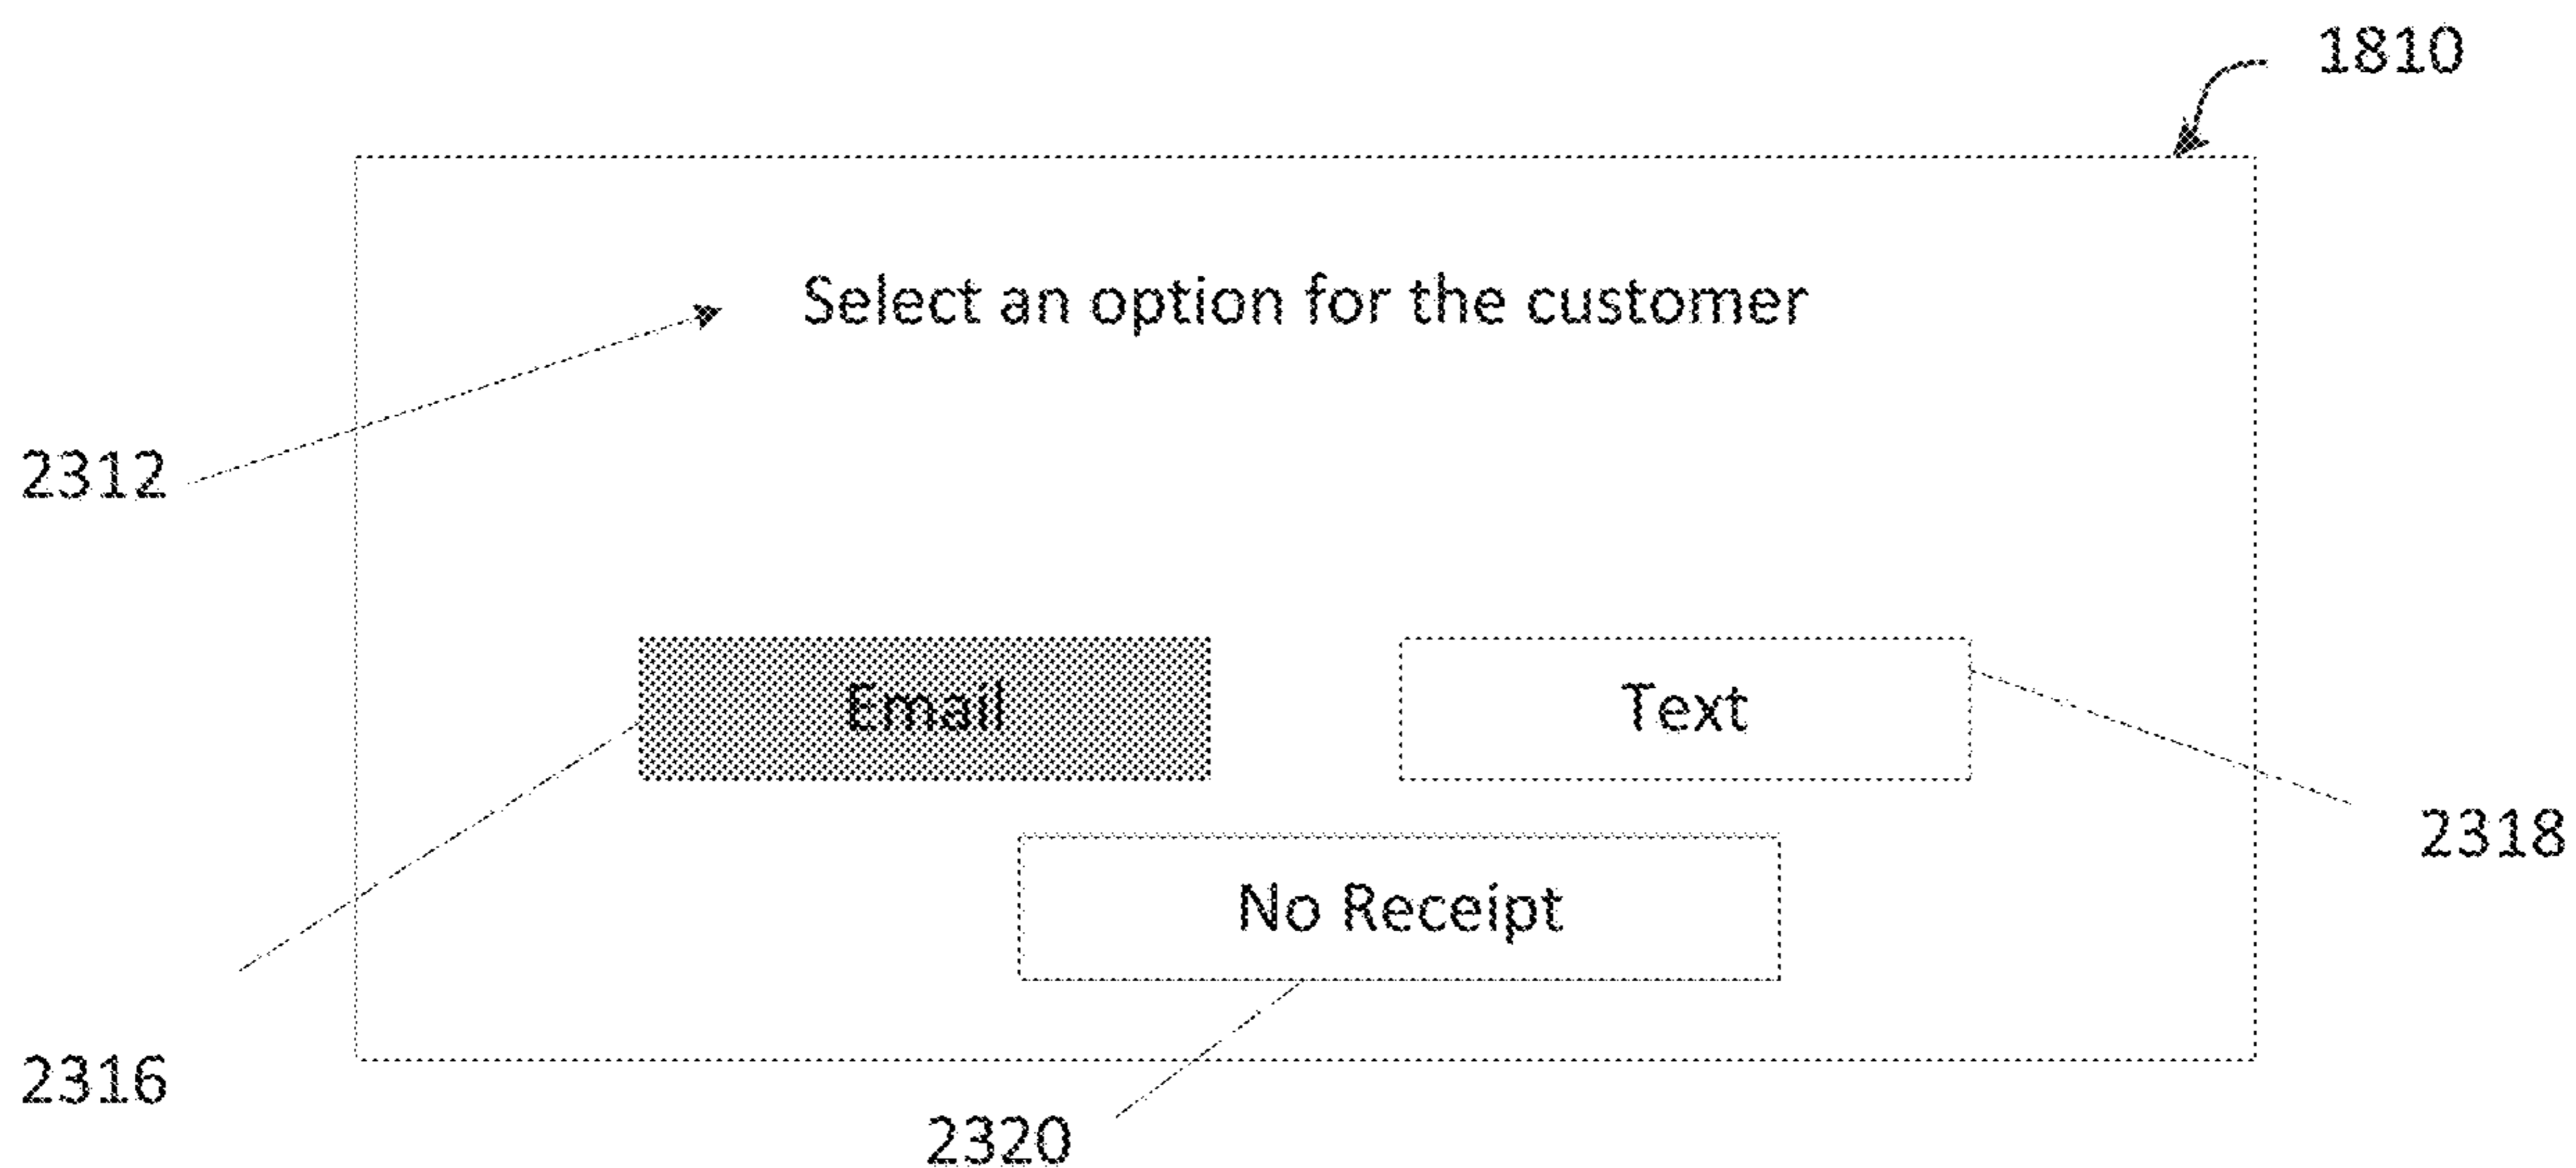 1810
Select an option for the customer
2312
Email
Text
2318
No Receipt
2316
2320